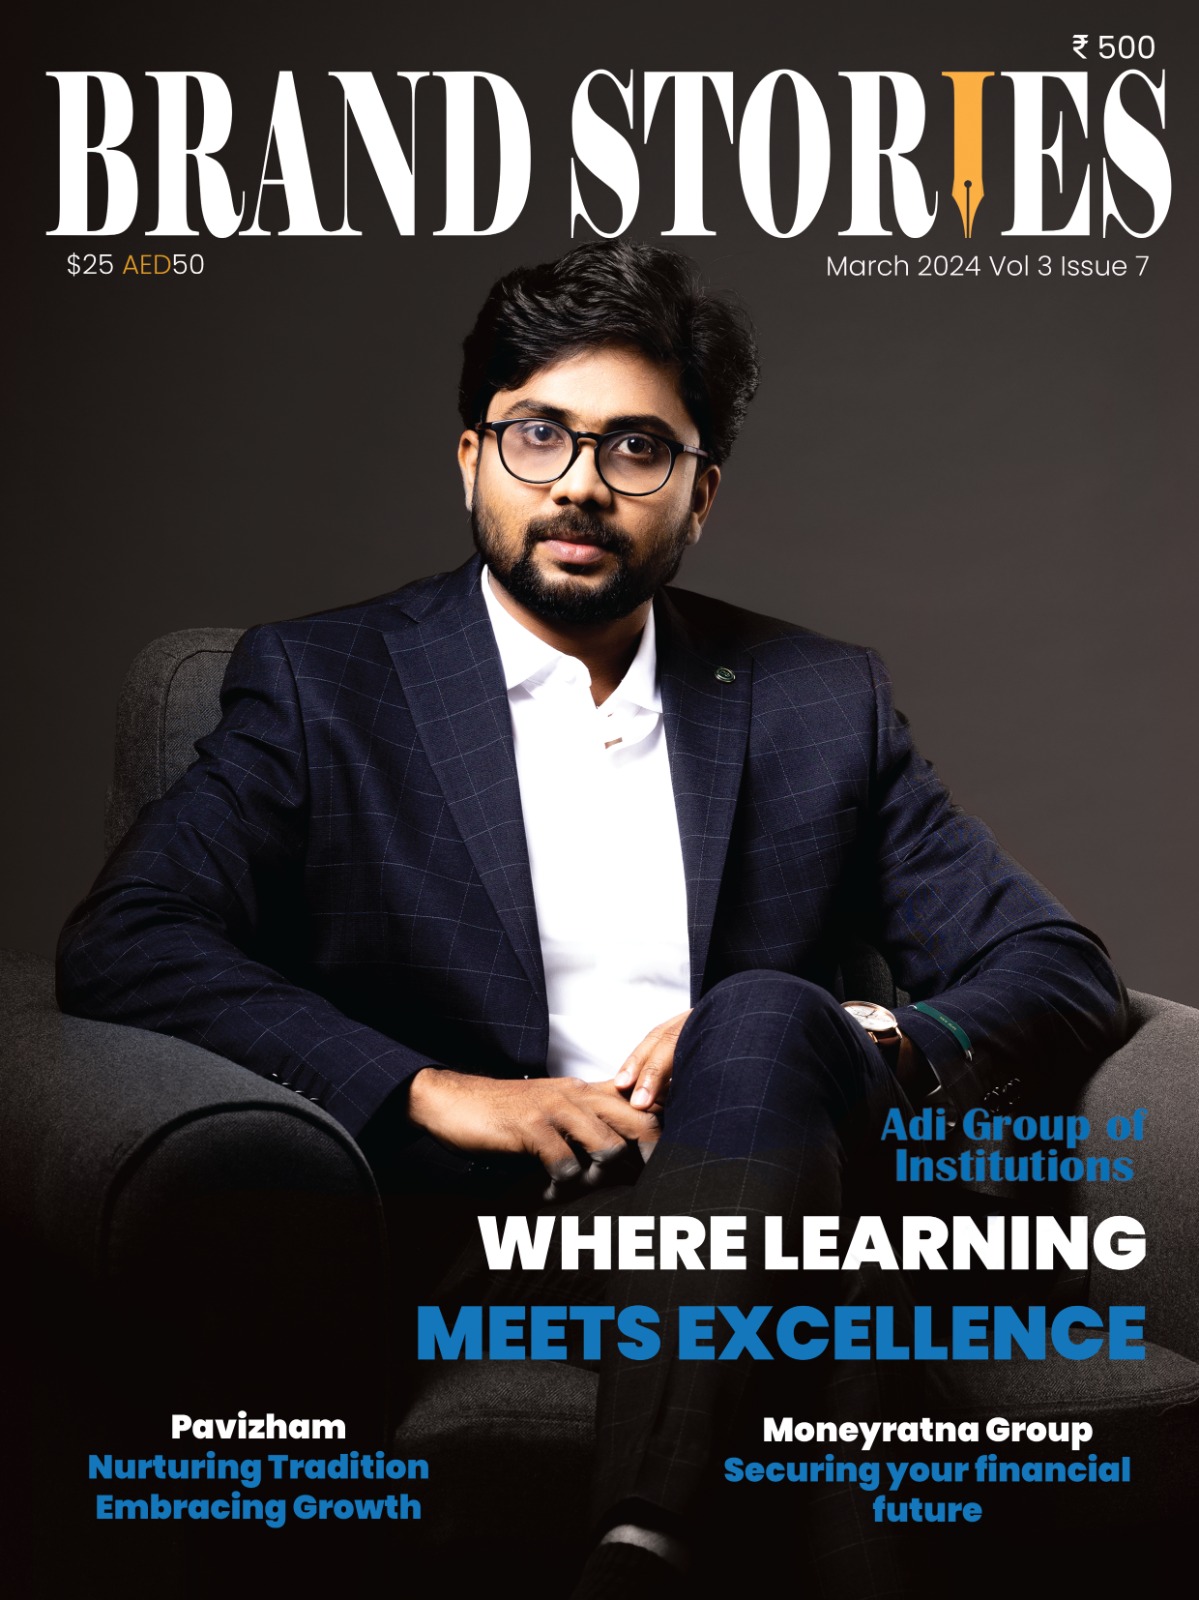 ₹ 500
BRAND STORIES
$25 AED50
March 2024 Vol 3 Issue 7
Adi Group of
Institutions
WHERE LEARNING
MEETS EXCELLENCE
Pavizham
Nurturing Tradition
Embracing Growth
Moneyratna Group
Securing your financial
future